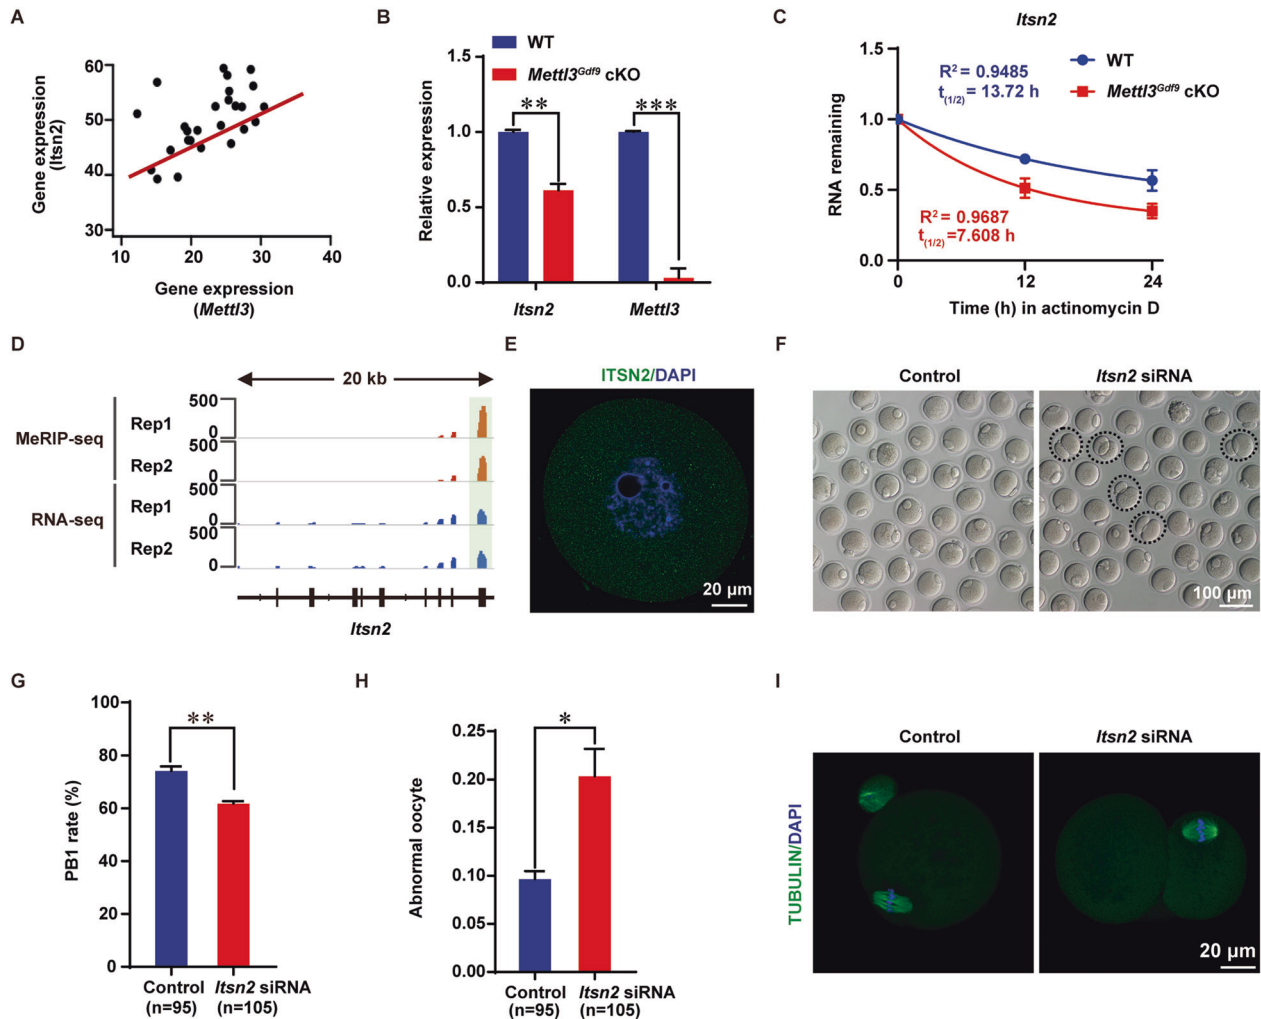 A
Gene expression
(Itsn2)
60
50
40
30
10
20
30
40
Gene expression
(Mettl3)
B
WT
Mettl3Gdf9 cKO
Relative expression
1.5
1.0
0.5
0.0
**
***
Itsn2
Mettl3
C
Itsn2
RNA remaining
1.5
1.0
0.5
0.0
R2 = 0.9485
t(1/2) = 13.72 h
WT
Mettl3Gdf9 cKO
R2 = 0.9687
t(1/2) =7.608 h
0
12
24
Time (h) in actinomycin D
D
20 kb
MeRIP-seq
Rep1
500
0
Rep2
500
0
RNA-seq
Rep1
500
0
Rep2
500
0
Itsn2
E
ITSN2/DAPI
20 μm
F
Control
Itsn2 siRNA
100 μm
G
PB1 rate (%)
100
80
60
40
20
0
**
Control
(n=95)
Itsn2 siRNA
(n=105)
H
Abnormal oocyte
0.25
0.20
0.15
0.10
0.05
0.00
*
Control
(n=95)
Itsn2 siRNA
(n=105)
I
Control
Itsn2 siRNA
TUBULIN/DAPI
20 μm